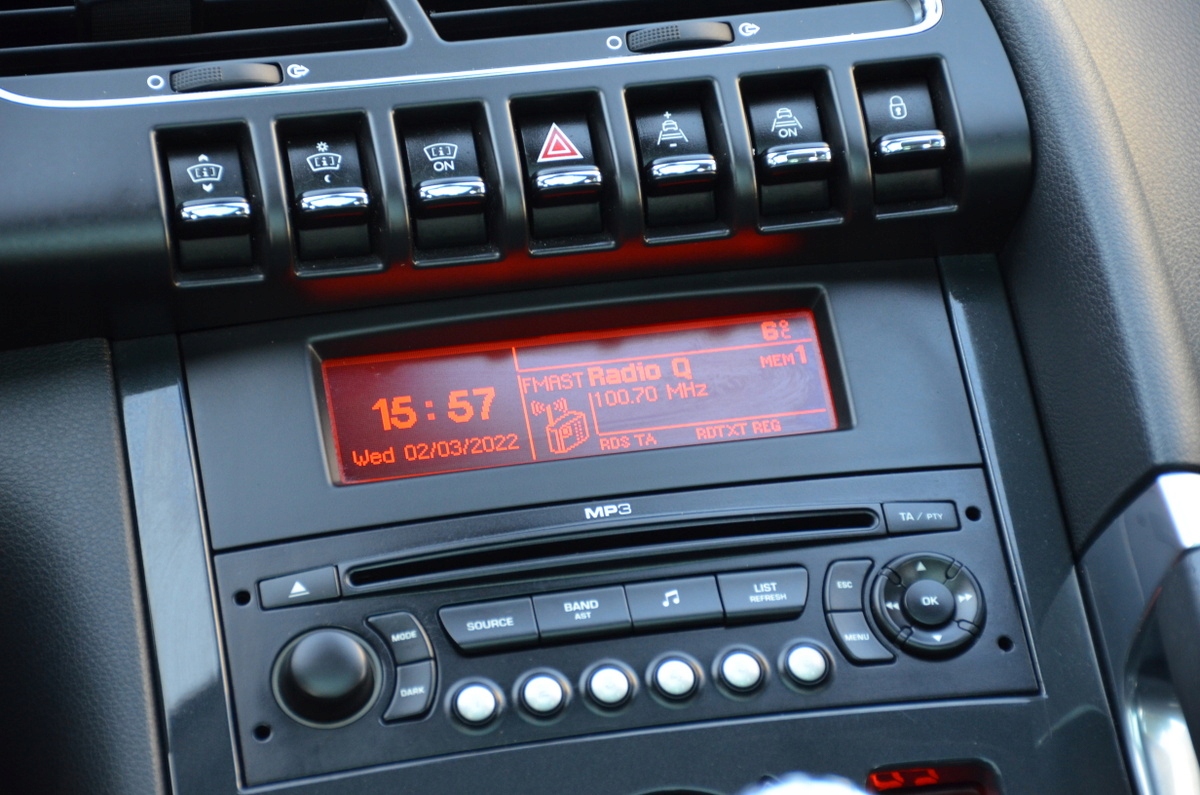 ON
ON
6°C
FMAST Radio Q MEM 1
100.70 MHz
15:57
Wed 02/03/2022
RDS TA RDTXT REG
MP3
TA / PTY
MODE
DARK
SOURCE
BAND
AST
LIST
REFRESH
ESC
MENU
OK